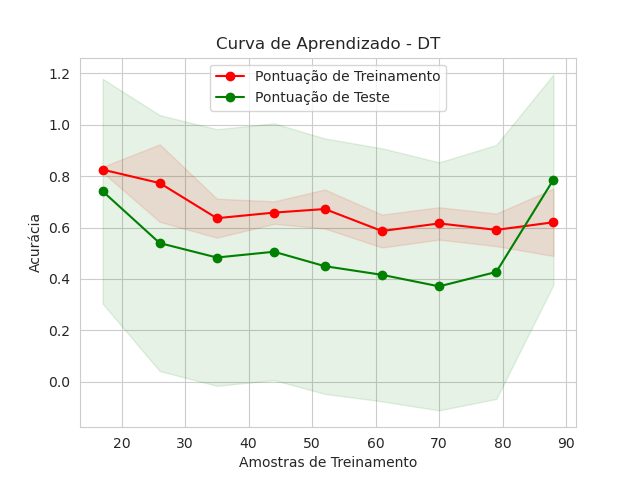 Curva de Aprendizado - DT
Pontuação de Treinamento
Pontuação de Teste
Acurácia
1.2
1.0
0.8
0.6
0.4
0.2
0.0
20 30 40 50 60 70 80 90
Amostras de Treinamento